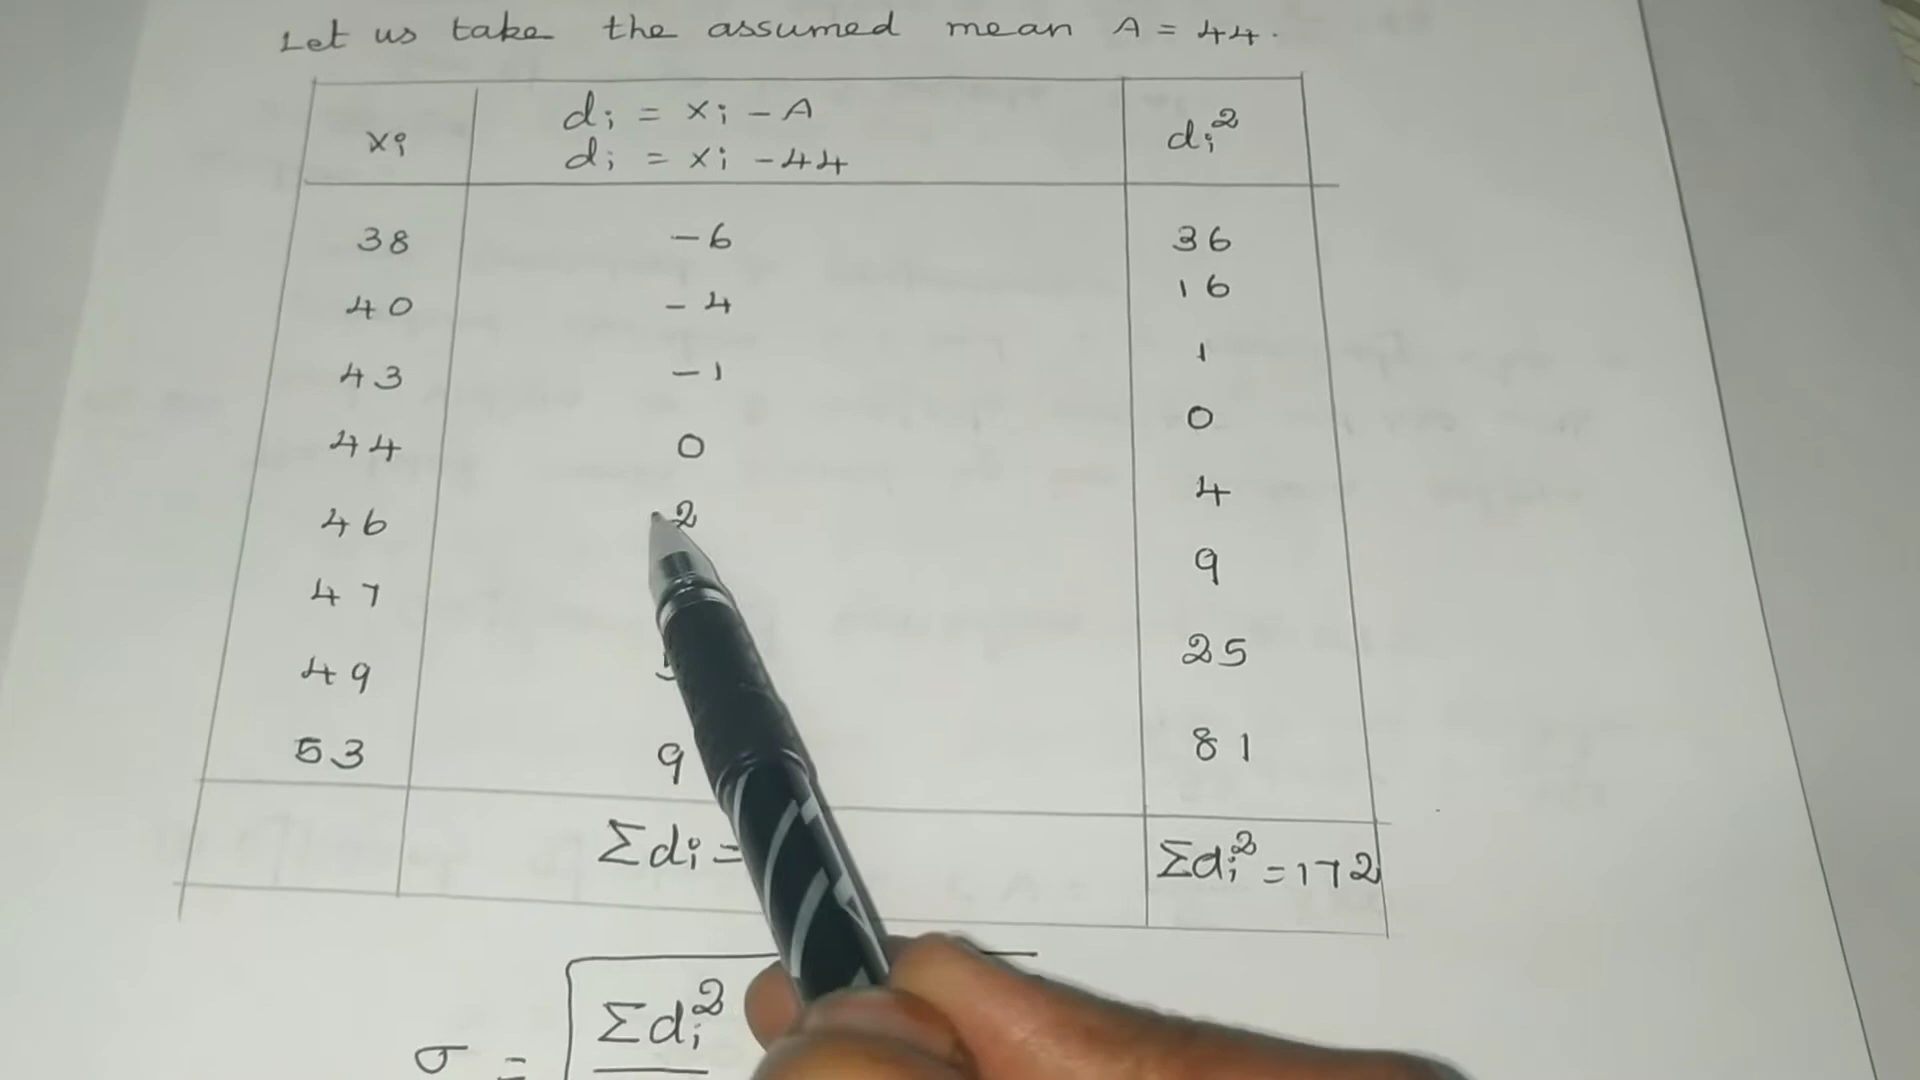 Let us take the assumed mean A = 44.
xi di = xi - A di²
di = xi - 44
38 -6 36
40 -4 16
43 -1 1
44 0 0
46 2 4
47 9
49 25
53 9 81
Σdi = Σdi² = 172
σ = Σdi²